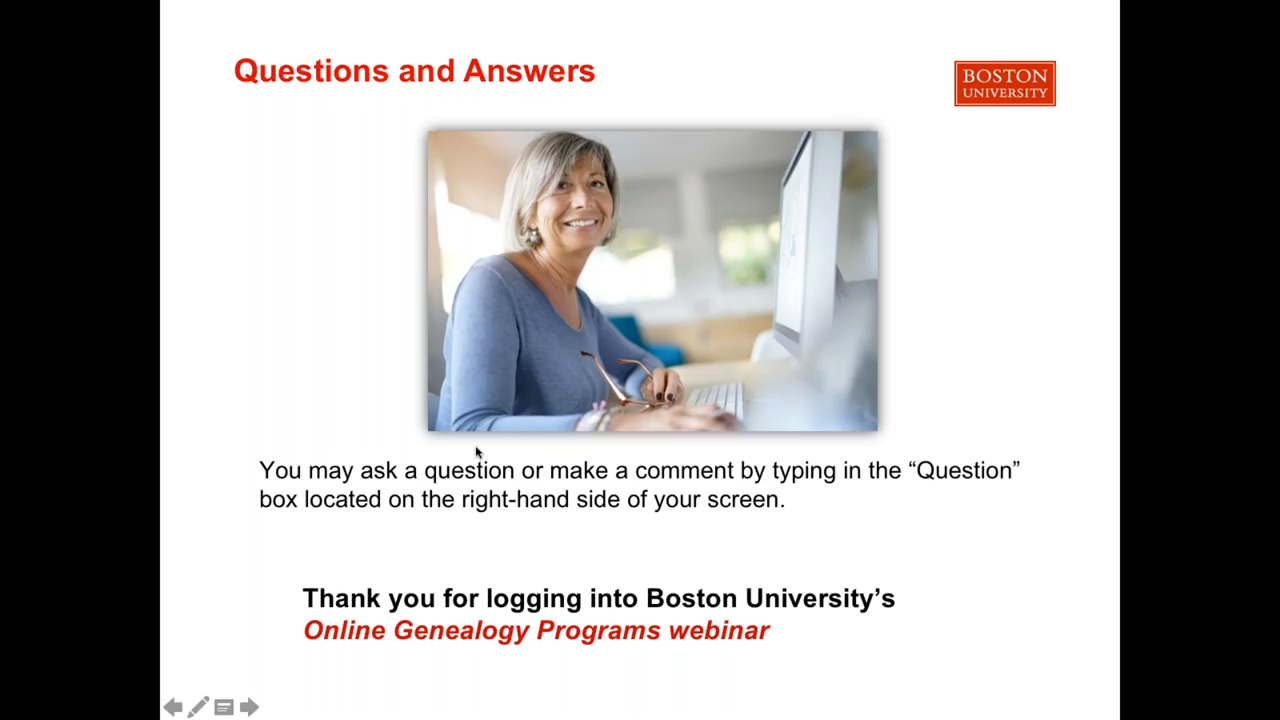 Questions and Answers
BOSTON
UNIVERSITY
You may ask a question or make a comment by typing in the “Question”
box located on the right-hand side of your screen.
Thank you for logging into Boston University’s
Online Genealogy Programs webinar